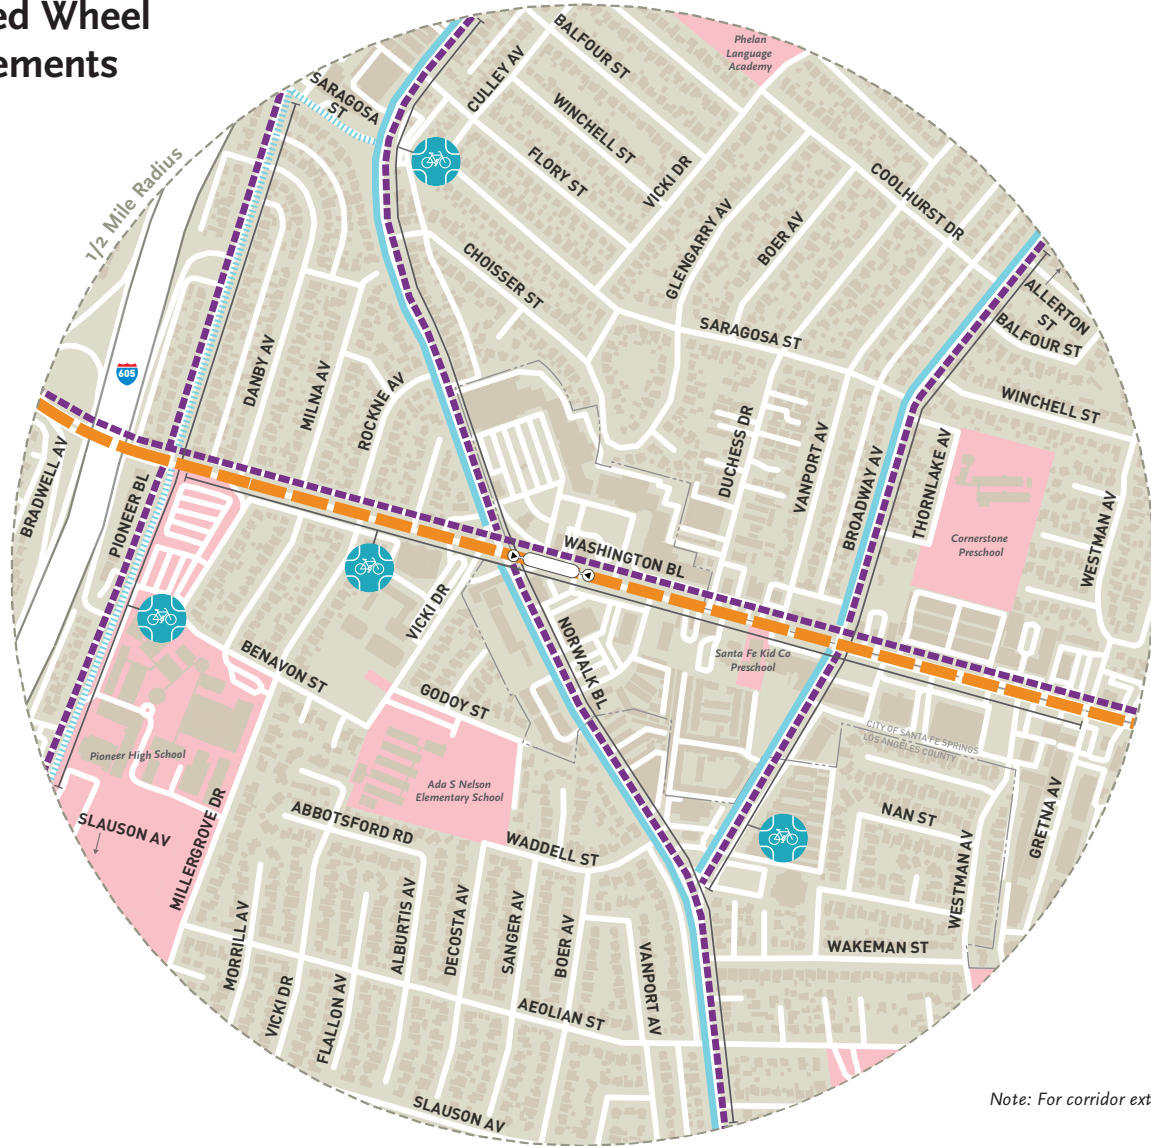 ed Wheel
ements
1/2 Mile Radius
SARAGOSA
ST
CULLEY AV
BALFOUR ST
WINCHELL ST
FLORY ST
VICKI DR
Phelan
Language
Academy
COOLHURST DR
GLENGARRY AV
BOER AV
CHOISSER ST
SARAGOSA ST
ALLERTON
ST
BALFOUR ST
WINCHELL ST
605
DANBY AV
MILNA AV
ROCKNE AV
DUCHESS DR
VANPORT AV
BROADWAY AV
THORNLAKE AV
WESTMAN AV
Cornerstone
Preschool
BRADWELL AV
PIONEER BL
WASHINGTON BL
VICKI DR
NORWALK BL
Santa Fe Kid Co
Preschool
BENAVON ST
GODOY ST
CITY OF SANTA FE SPRINGS
LOS ANGELES COUNTY
Pioneer High School
Ada S Nelson
Elementary School
SLAUSON AV
MILLERGROVE DR
ABBOTSFORD RD
WADDELL ST
NAN ST
GRETNA AV
WESTMAN AV
WAKEMAN ST
MORRILL AV
VICKI DR
FLALLON AV
ALBURTIS AV
DECOSTA AV
SANGER AV
BOER AV
VANPORT AV
AEOLIAN ST
SLAUSON AV
Note: For corridor ext